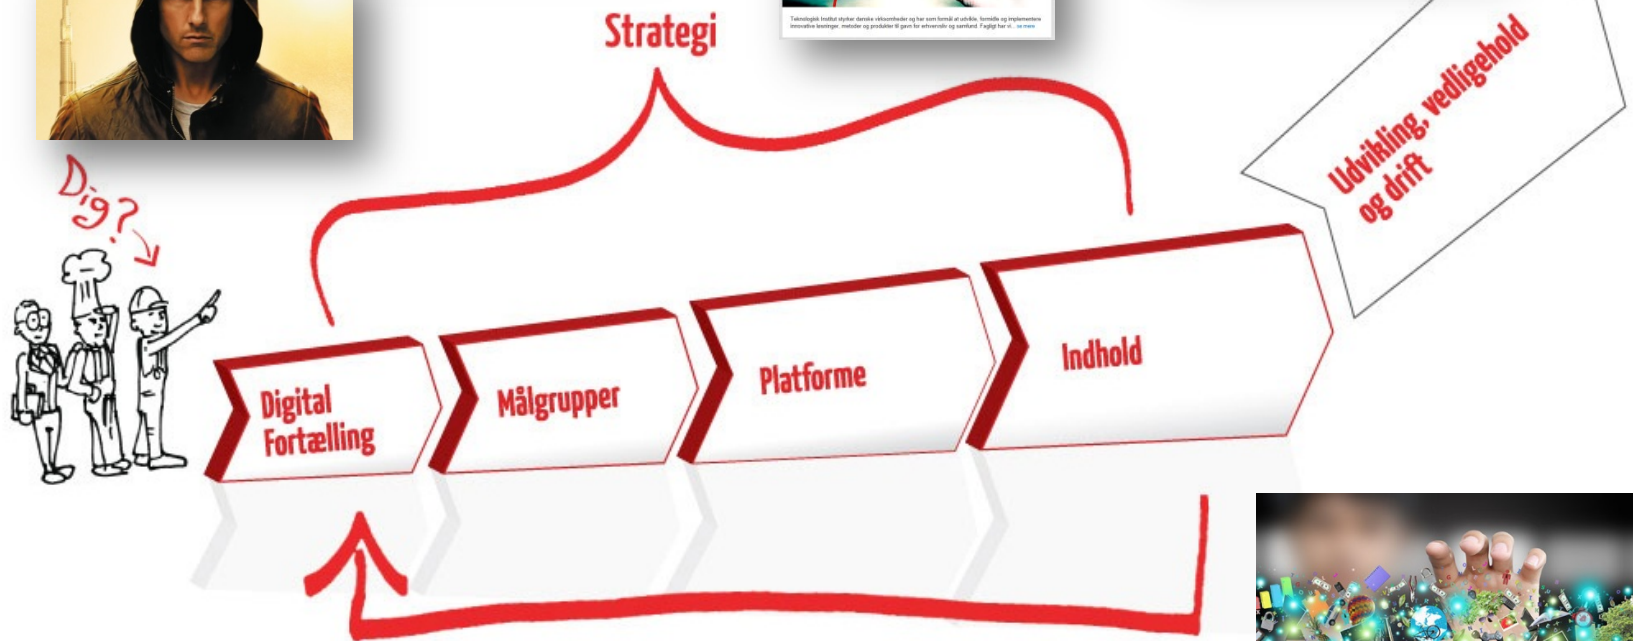 Strategi
Teknologisk Institut styrker danske virksomheder og har som formål at udvikle, formidle og implementere
innovative løsninger, metoder og produkter til gavn for erhvervsliv og samfund. Fagligt har vi... se mere
Udvikling, vedligehold
og drift
Dig?
Digital
Fortælling
Målgrupper
Platforme
Indhold